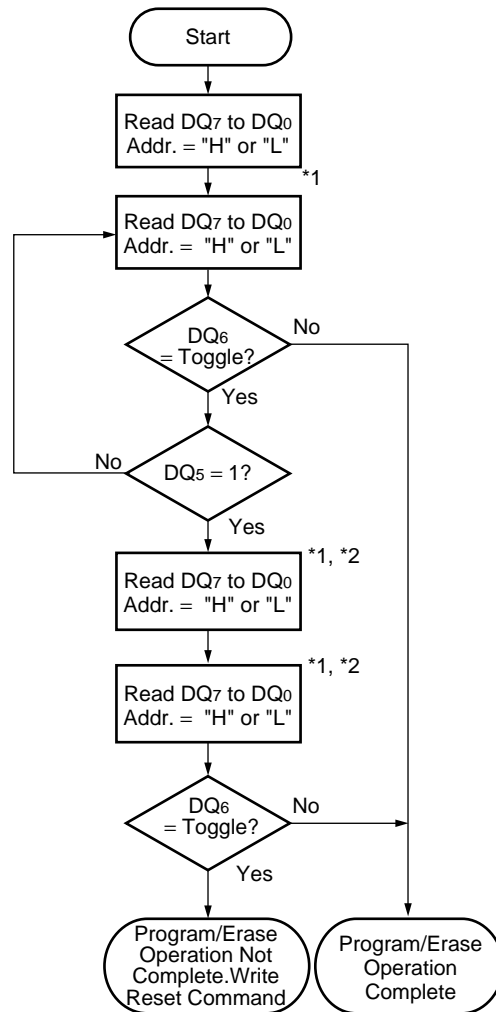 Start
Read DQ7 to DQ0
Addr. = "H" or "L"
*1
Read DQ7 to DQ0
Addr. = "H" or "L"
DQ6
= Toggle?
No
Yes
No
DQ5 = 1?
Yes
*1, *2
Read DQ7 to DQ0
Addr. = "H" or "L"
*1, *2
Read DQ7 to DQ0
Addr. = "H" or "L"
DQ6
= Toggle?
No
Yes
Program/Erase
Operation Not
Complete.Write
Reset Command
Program/Erase
Operation
Complete